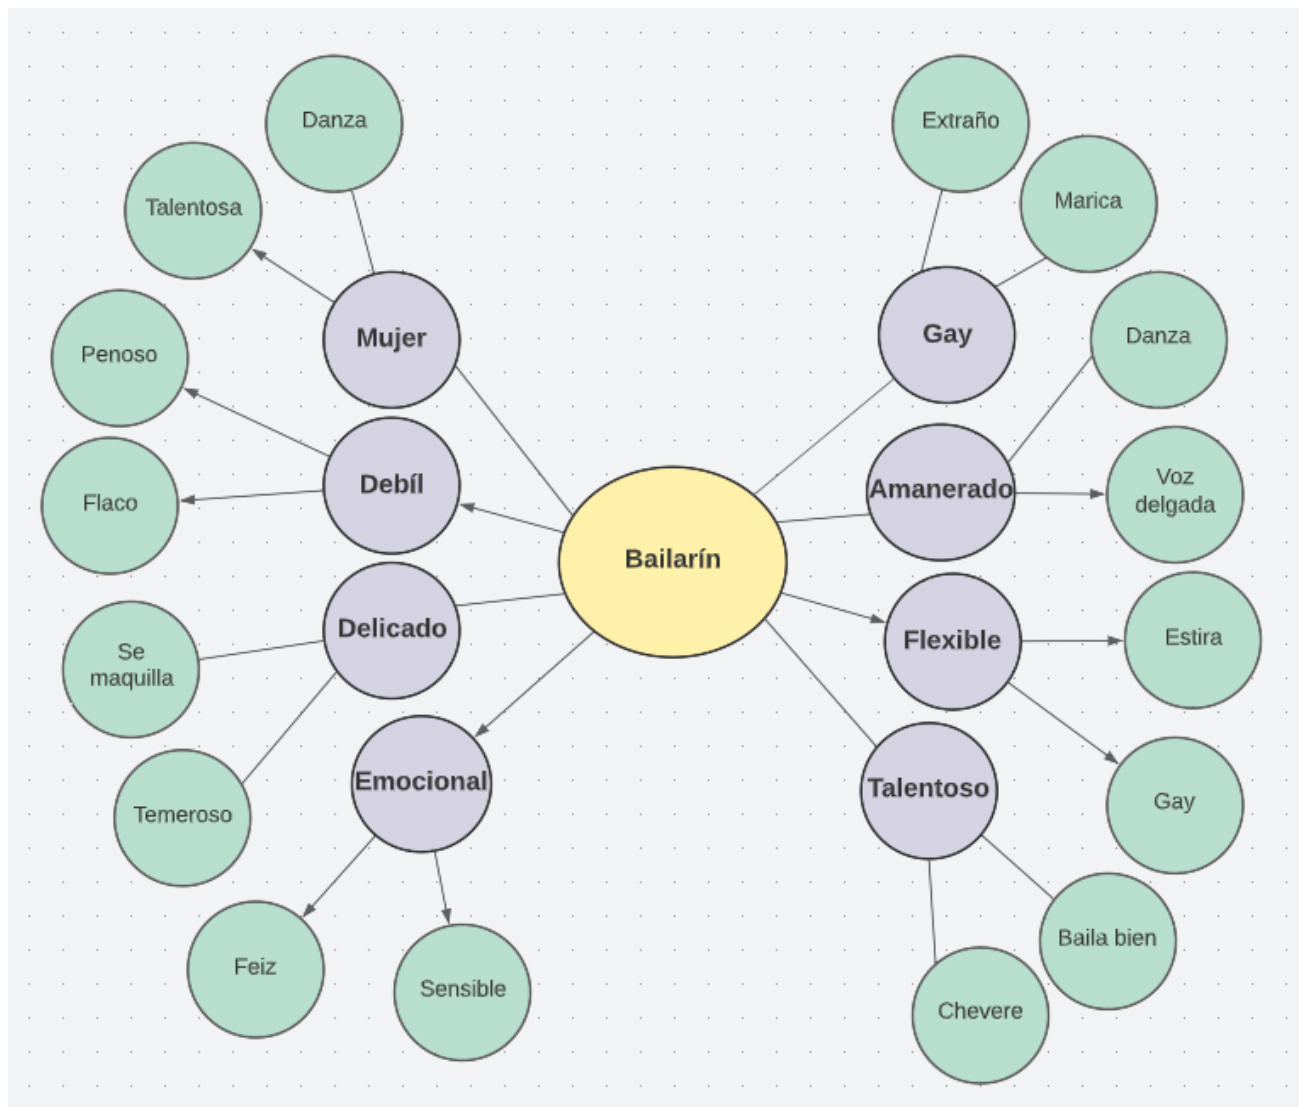 Danza
Talentosa
Mujer
Penoso
Debíl
Flaco
Delicado
Se
maquilla
Temeroso
Emocional
Feiz
Sensible
Bailarín
Extraño
Marica
Gay
Danza
Amanerado
Voz
delgada
Flexible
Estira
Gay
Talentoso
Baila bien
Chevere